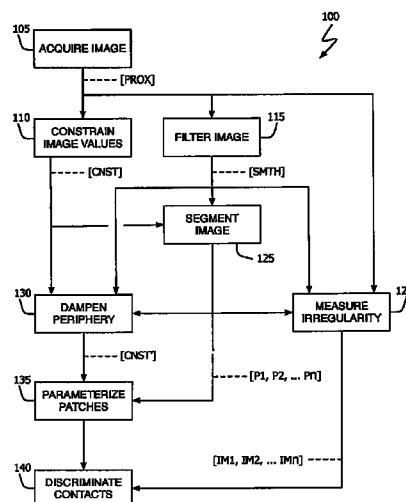 100
105
ACQUIRE IMAGE
[PROX]
110
CONSTRAIN
IMAGE VALUES
115
FILTER IMAGE
[CNST]
[SMTH]
SEGMENT
IMAGE
125
130
DAMPEN
PERIPHERY
MEASURE
IRREGULARITY
[CNST']
135
PARAMETERIZE
PATCHES
[P1, P2, ... Pn]
[IM1, IM2, ... IMn]
140
DISCRIMINATE
CONTACTS